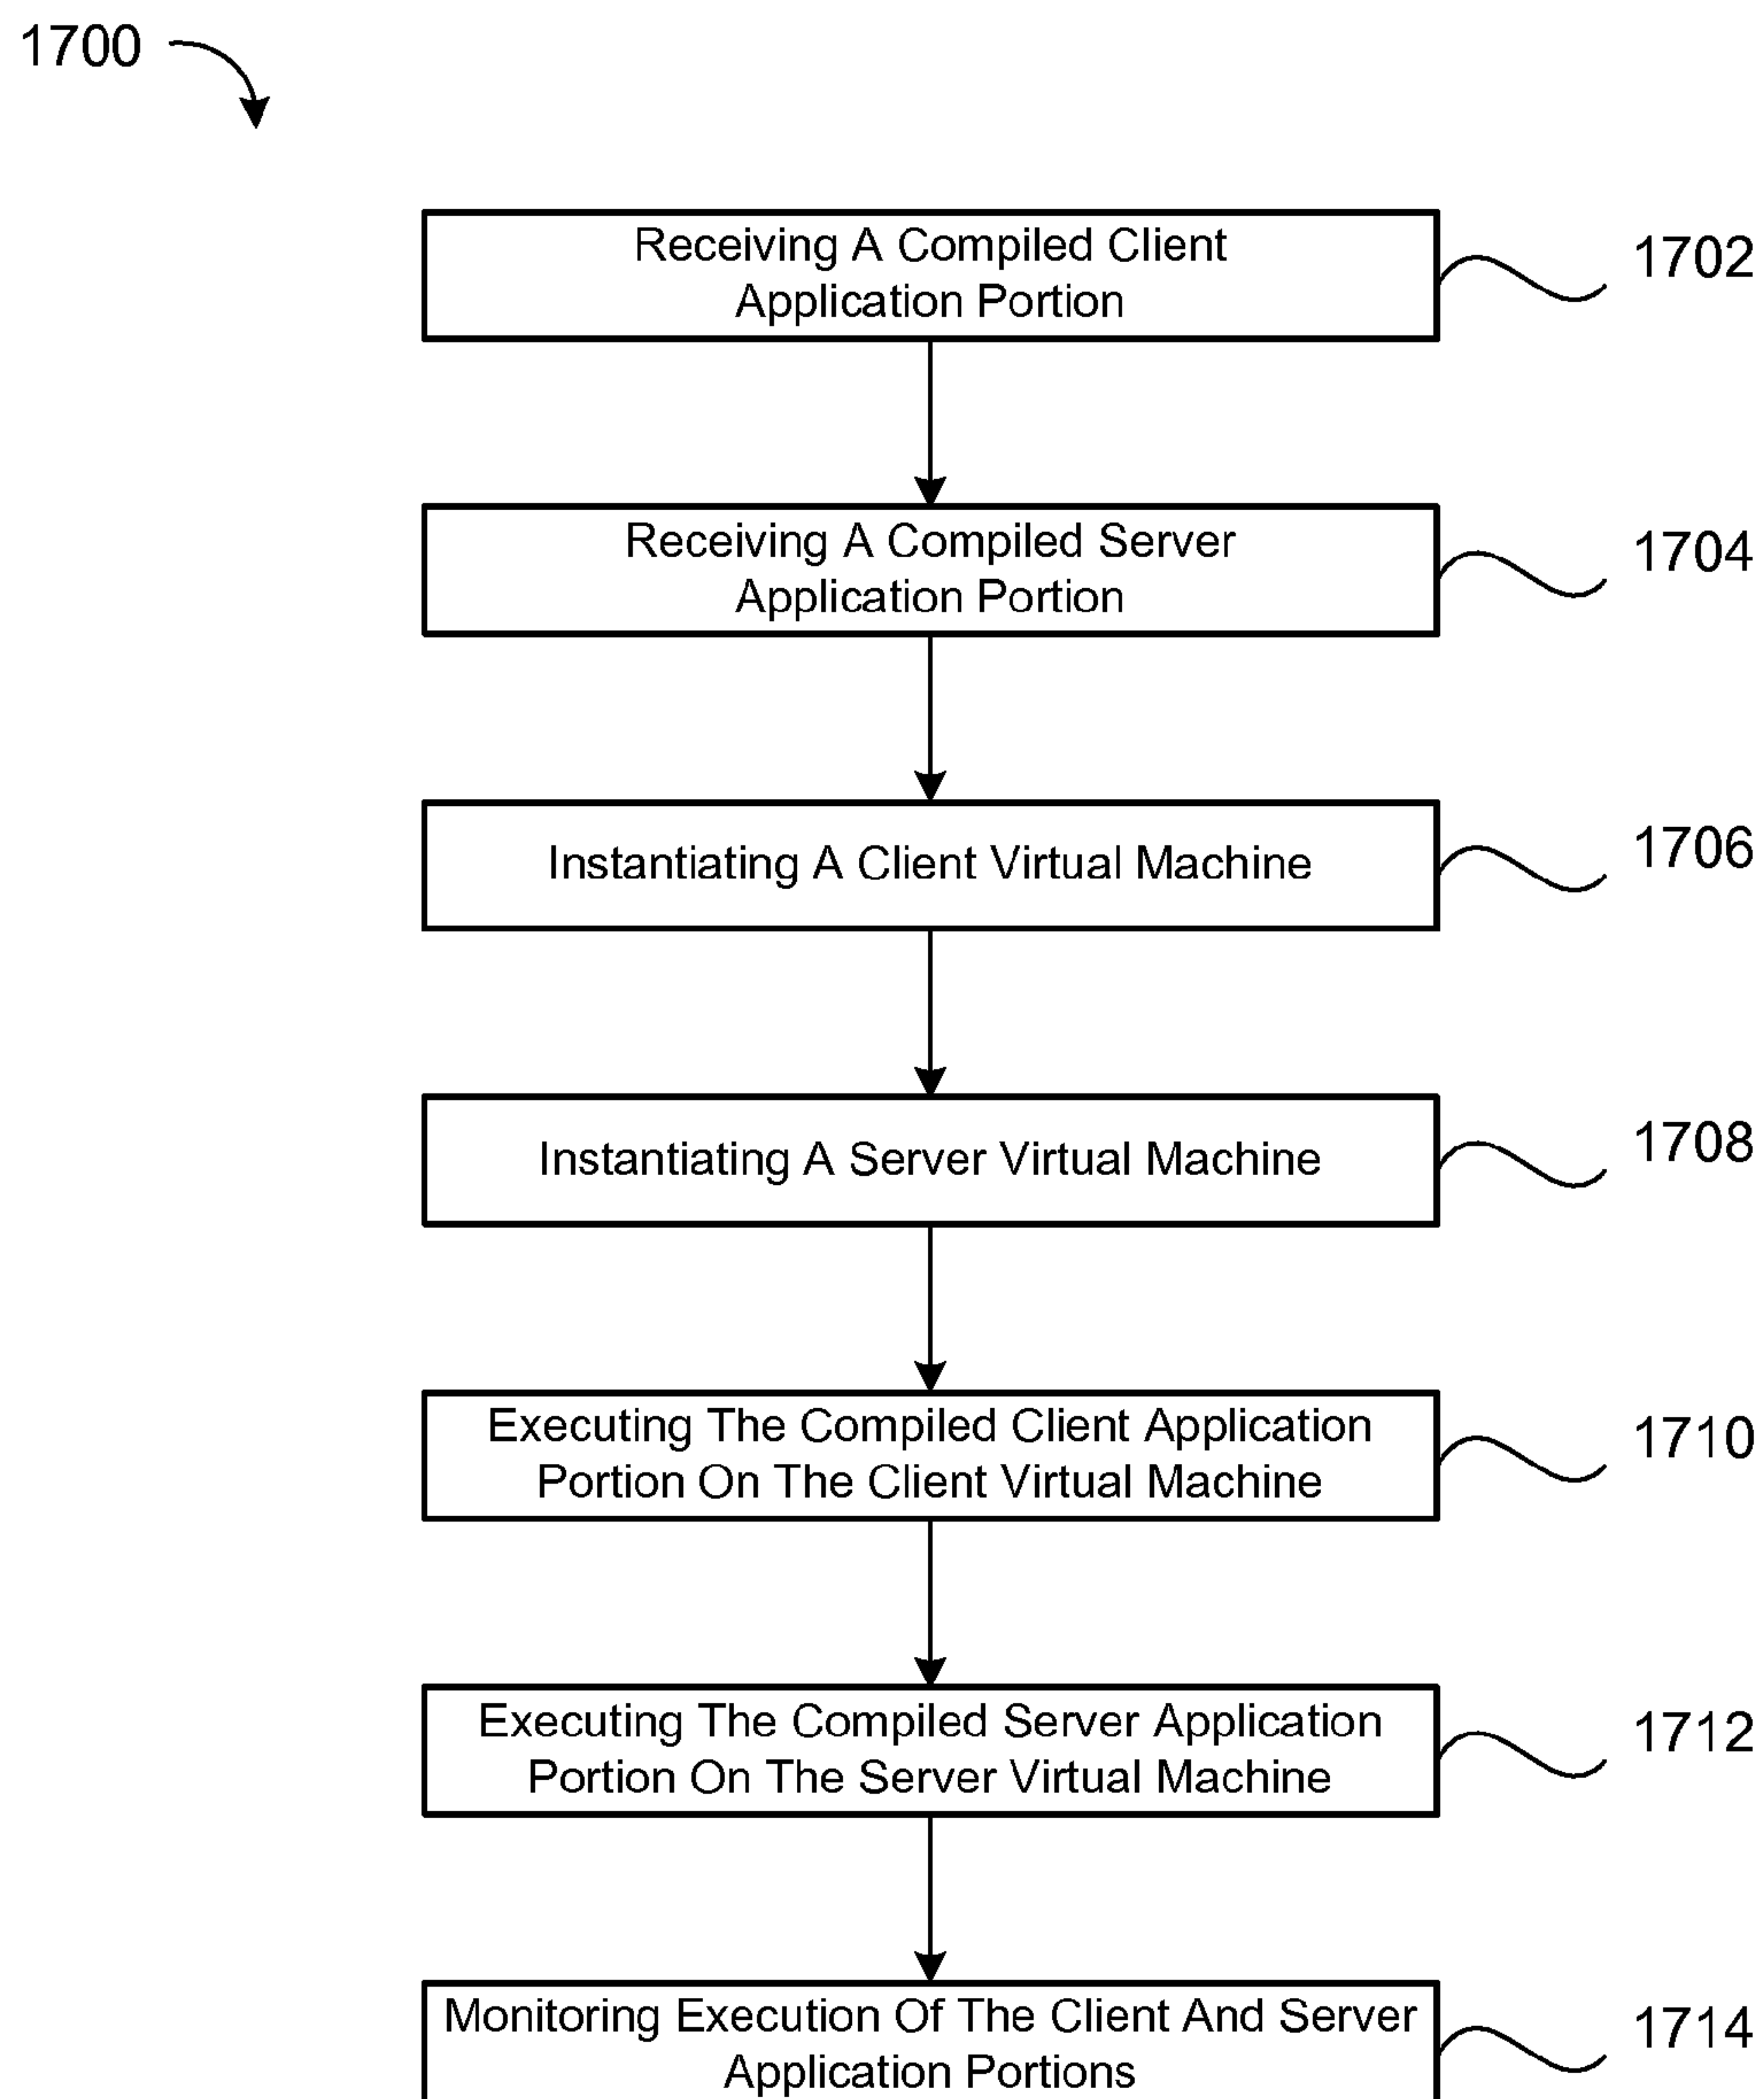 1700
Receiving A Compiled Client
Application Portion
1702
Receiving A Compiled Server
Application Portion
1704
Instantiating A Client Virtual Machine
1706
Instantiating A Server Virtual Machine
1708
Executing The Compiled Client Application
Portion On The Client Virtual Machine
1710
Executing The Compiled Server Application
Portion On The Server Virtual Machine
1712
Monitoring Execution Of The Client And Server
Application Portions
1714